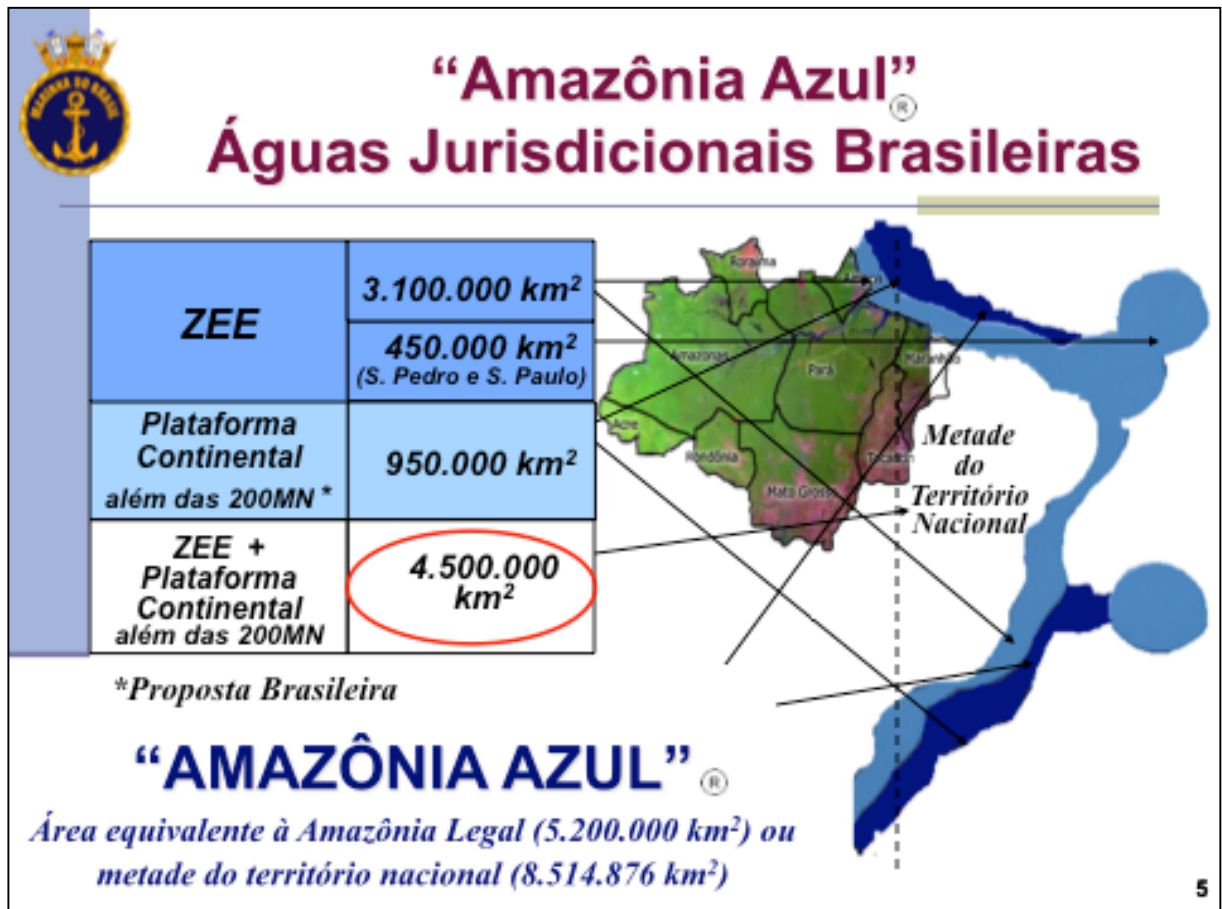 MARINHA DO BRASIL
“Amazônia Azul”
®
Águas Jurisdicionais Brasileiras
ZEE
3.100.000 km²
450.000 km²
(S. Pedro e S. Paulo)
Plataforma
Continental
além das 200MN *
950.000 km²
ZEE +
Plataforma
Continental
além das 200MN
4.500.000
km²
Roraima
Amazonas
Pará
Maranhão
Acre
Rondônia
Mato Grosso
Metade
do
Território
Nacional
*Proposta Brasileira
“AMAZÔNIA AZUL” ®
Área equivalente à Amazônia Legal (5.200.000 km²) ou
metade do território nacional (8.514.876 km²)
5